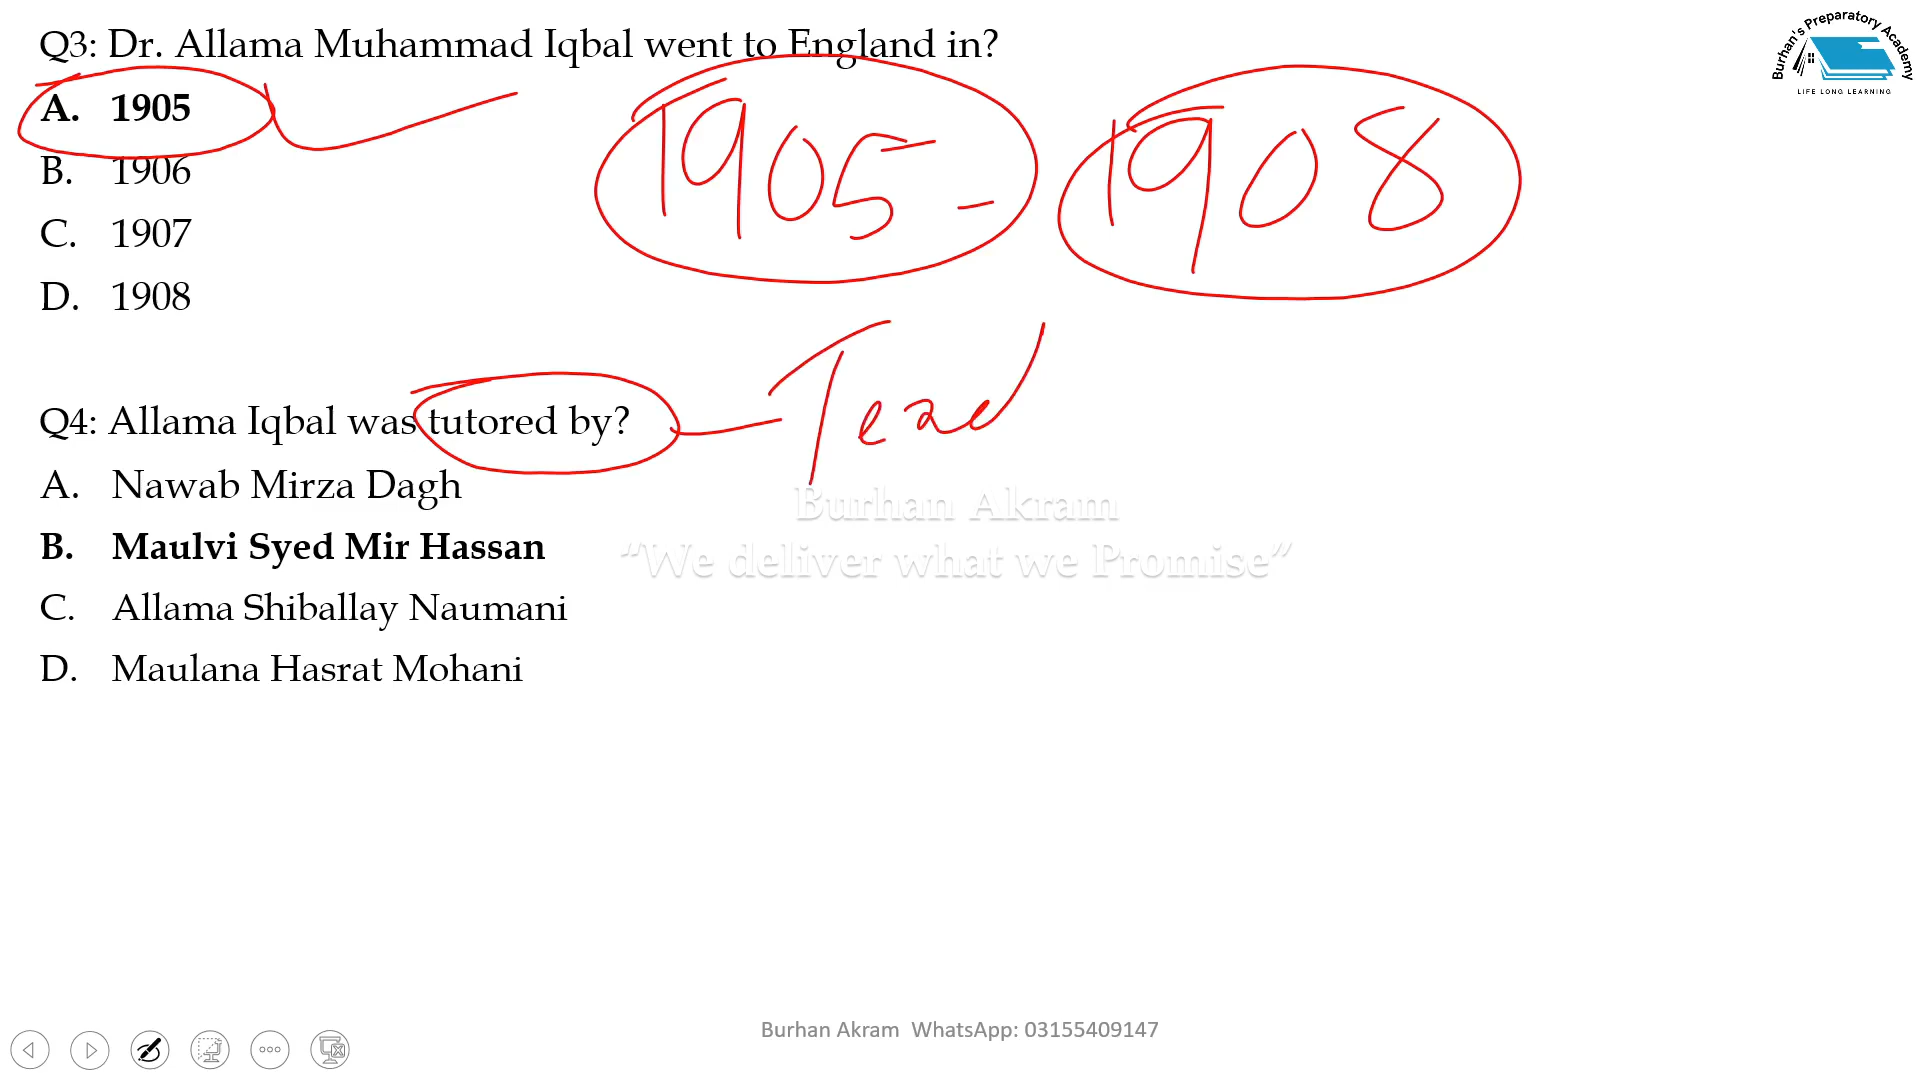 Q3: Dr. Allama Muhammad Iqbal went to England in?
A. 1905
B. 1906
C. 1907
D. 1908
1905 - 1908
Q4: Allama Iqbal was tutored by?
A. Nawab Mirza Dagh
B. Maulvi Syed Mir Hassan
C. Allama Shiballay Naumani
D. Maulana Hasrat Mohani
Burhan Akram
“We deliver what we Promise”
Burhan's Preparatory Academy
LIFE LONG LEARNING
Burhan Akram WhatsApp: 03155409147